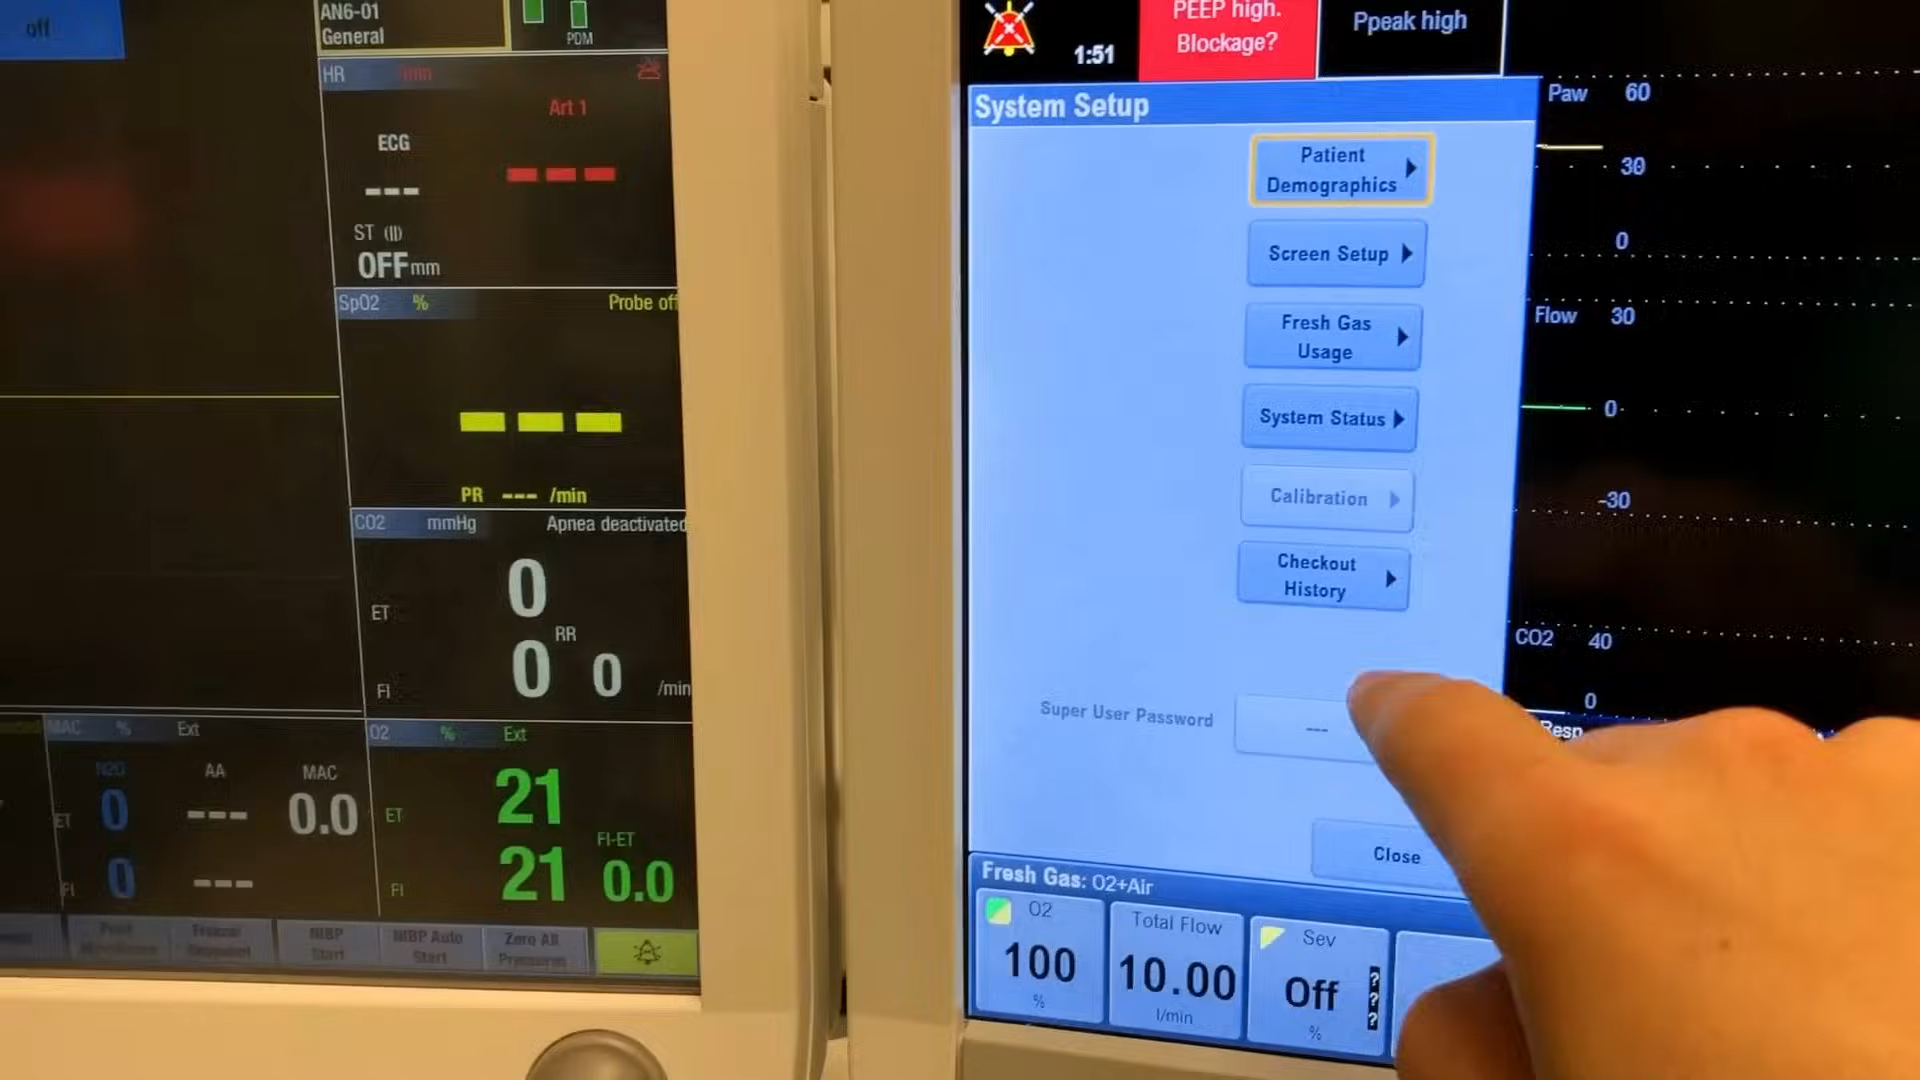 off
AN6-01
General
PDM
HR /min
Art 1
ECG
---
ST (II)
OFF mm
SpO2 % Probe off
PR --- /min
CO2 mmHg Apnea deactivated
ET 0
RR
FI 0 0 /min
MAC % Ext
N2O AA MAC
ET 0 --- 0.0
FI 0 ---
O2 % Ext
ET 21
FI-ET
FI 21 0.0
NIBP
Start
NIBP Auto
Start
Zero All
Pressures
1:51
PEEP high.
Blockage?
Ppeak high
System Setup
Patient
Demographics
Screen Setup
Fresh Gas
Usage
System Status
Calibration
Checkout
History
Super User Password ---
Close
Fresh Gas: O2+Air
O2
100
%
Total Flow
10.00
l/min
Sev
Off
%
???
Paw 60
30
0
Flow 30
0
-30
CO2 40
0
Resp